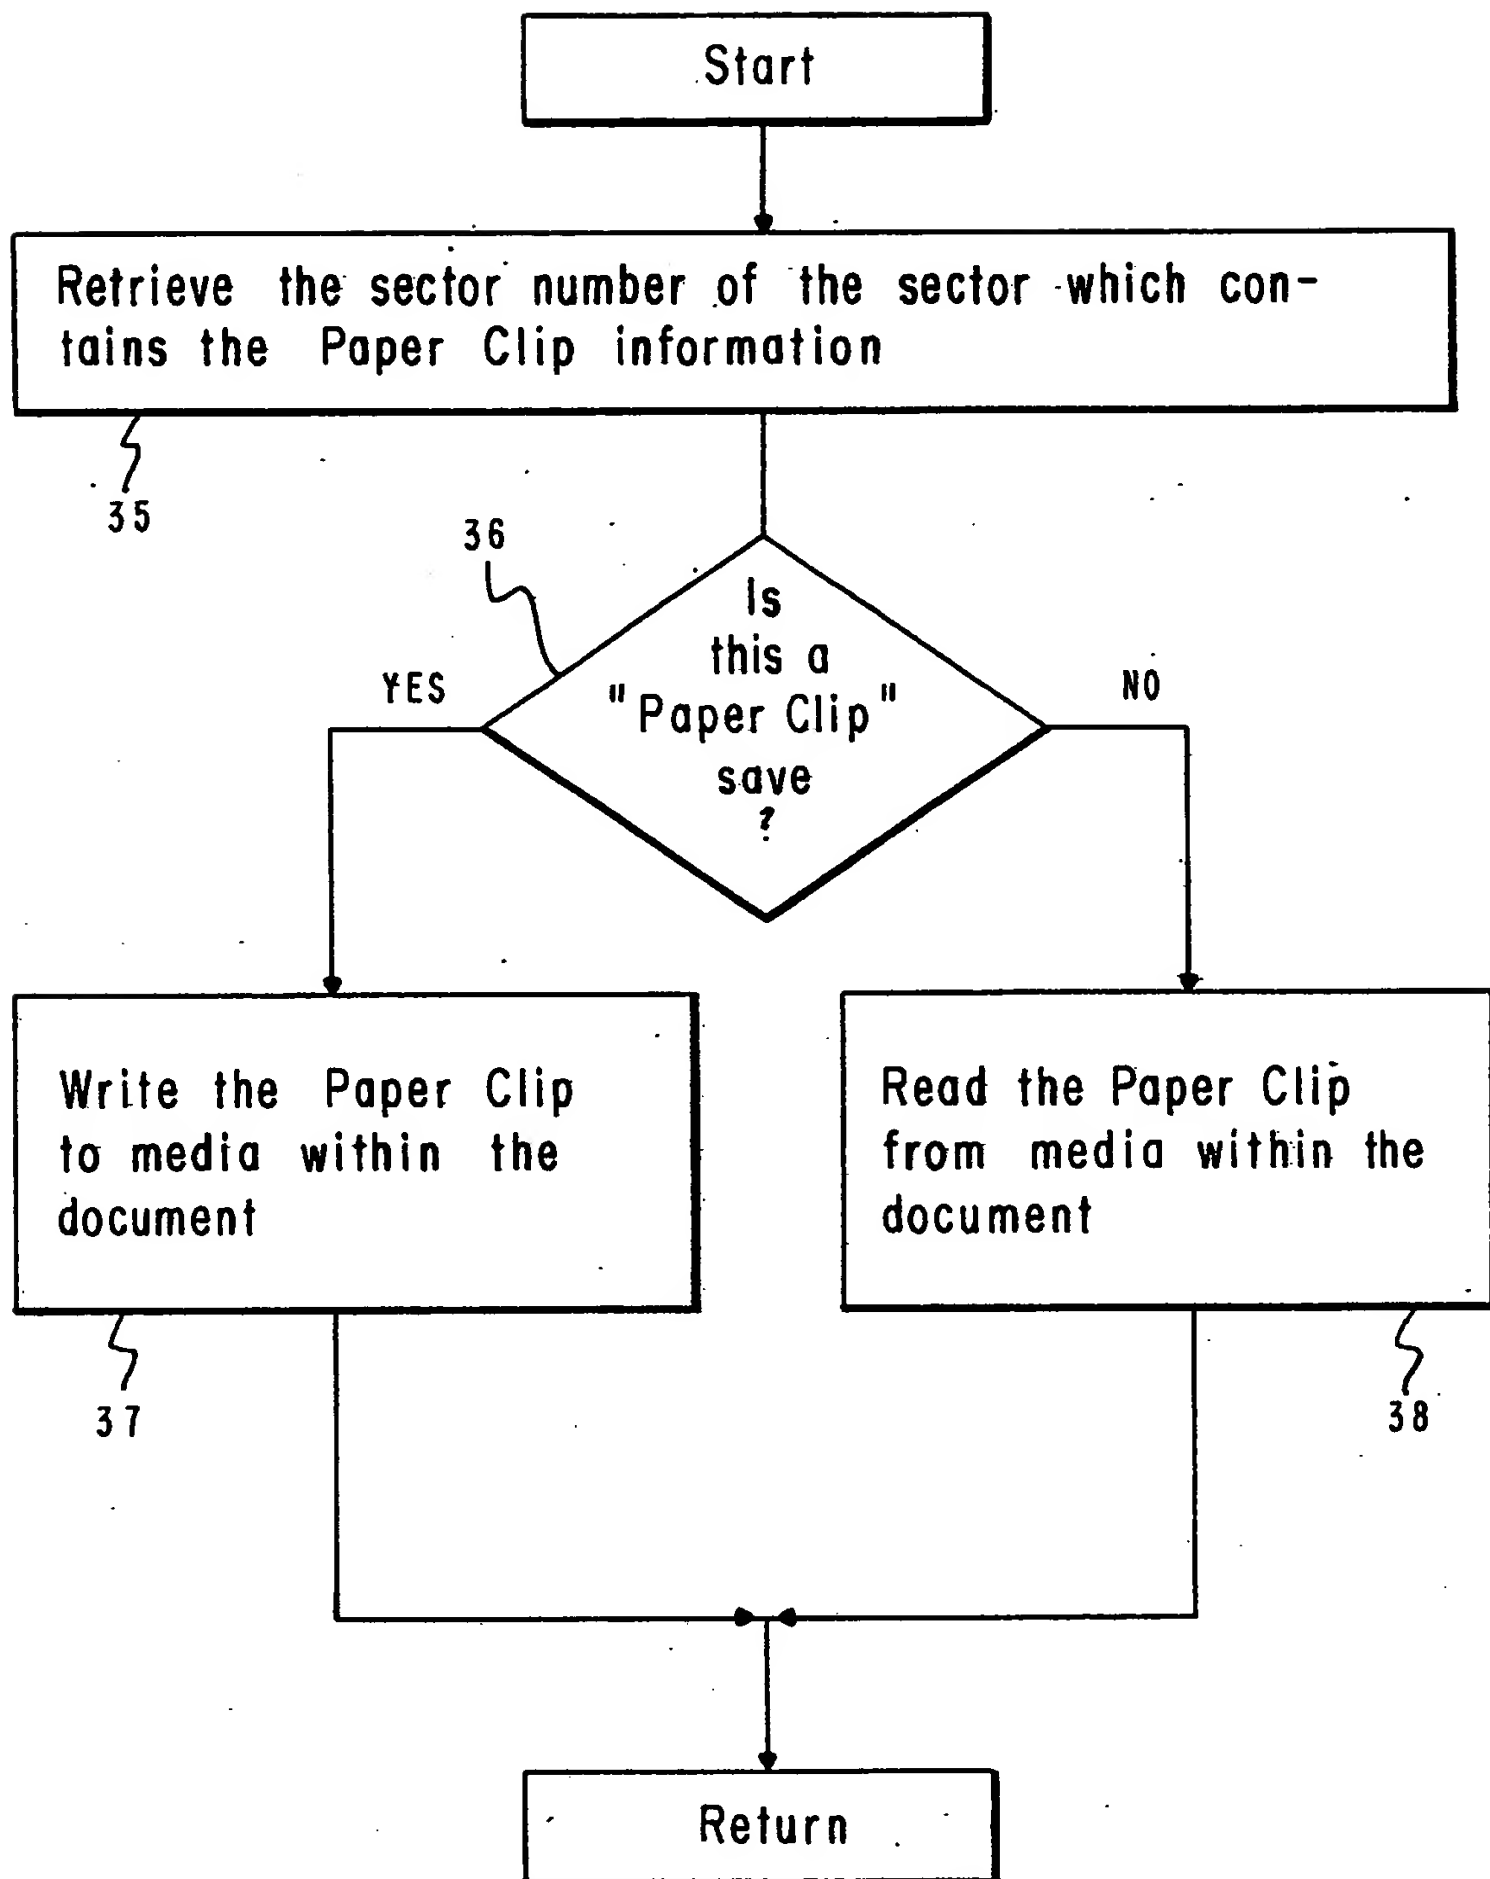 Start
Retrieve the sector number of the sector which con-
tains the Paper Clip information
35
36
Is
this a
"Paper Clip"
save
?
YES
NO
Write the Paper Clip
to media within the
document
Read the Paper Clip
from media within the
document
37
38
Return